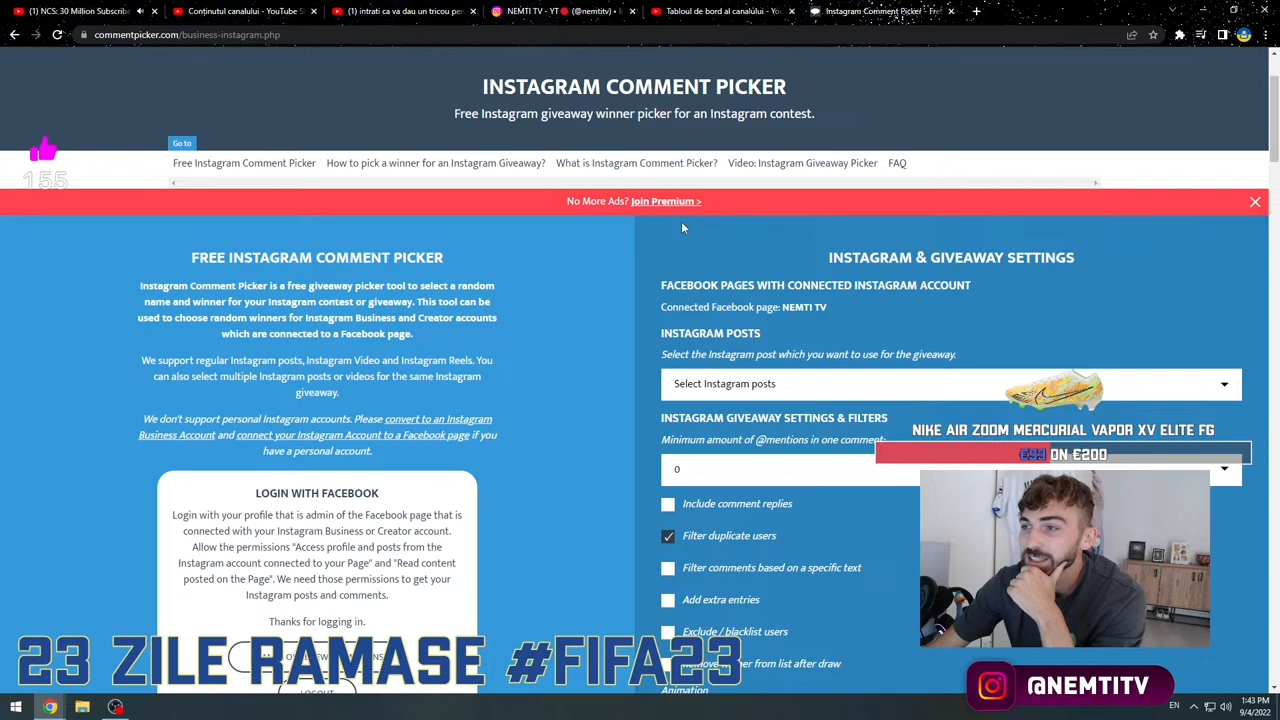 (1) NCS: 30 Million Subscribe
Conținutul canalului - YouTube S
(1) intrati ca va dau un tricou per
NEMTI TV - YT
(@nemtitv) • I
Tabloul de bord al canalului - You
Instagram Comment Picker - Fre
commentpicker.com/business-instagram.php
INSTAGRAM COMMENT PICKER
Free Instagram giveaway winner picker for an Instagram contest.
Go to
155
Free Instagram Comment Picker
How to pick a winner for an Instagram Giveaway?
What is Instagram Comment Picker?
Video: Instagram Giveaway Picker
FAQ
No More Ads? Join Premium >
FREE INSTAGRAM COMMENT PICKER
Instagram Comment Picker is a free giveaway picker tool to select a random
name and winner for your Instagram contest or giveaway. This tool can be
used to choose random winners for Instagram Business and Creator accounts
which are connected to a Facebook page.
We support regular Instagram posts, Instagram Video and Instagram Reels. You
can also select multiple Instagram posts or videos for the same Instagram
giveaway.
We don't support personal Instagram accounts. Please convert to an Instagram
Business Account and connect your Instagram Account to a Facebook page if you
have a personal account.
LOGIN WITH FACEBOOK
Login with your profile that is admin of the Facebook page that is
connected with your Instagram Business or Creator account.
Allow the permissions "Access profile and posts from the
Instagram account connected to your Page" and "Read content
posted on the Page". We need those permissions to get your
Instagram posts and comments.
Thanks for logging in.
LOGOUT
INSTAGRAM & GIVEAWAY SETTINGS
FACEBOOK PAGES WITH CONNECTED INSTAGRAM ACCOUNT
Connected Facebook page: NEMTI TV
INSTAGRAM POSTS
Select the Instagram post which you want to use for the giveaway.
Select Instagram posts
INSTAGRAM GIVEAWAY SETTINGS & FILTERS
Minimum amount of @mentions in one comment:
0
Include comment replies
Filter duplicate users
Filter comments based on a specific text
Add extra entries
Exclude / blacklist users
from list after draw
Animation
NIKE AIR ZOOM MERCURIAL VAPOR XV ELITE FG
€93 ON €200
23 ZILE RAMASE #FIFA23
@NEMTITV
EN
1:43 PM
9/4/2022